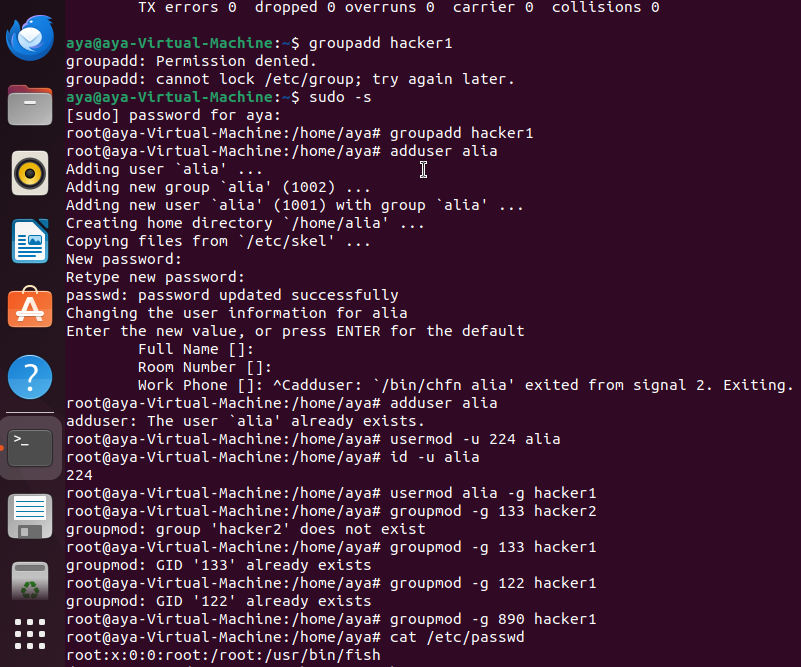 TX errors 0  dropped 0 overruns 0  carrier 0  collisions 0
aya@aya-Virtual-Machine:~$ groupadd hacker1
groupadd: Permission denied.
groupadd: cannot lock /etc/group; try again later.
aya@aya-Virtual-Machine:~$ sudo -s
[sudo] password for aya:
root@aya-Virtual-Machine:/home/aya# groupadd hacker1
root@aya-Virtual-Machine:/home/aya# adduser alia
Adding user `alia' ...
Adding new group `alia' (1002) ...
Adding new user `alia' (1001) with group `alia' ...
Creating home directory `/home/alia' ...
Copying files from `/etc/skel' ...
New password:
Retype new password:
passwd: password updated successfully
Changing the user information for alia
Enter the new value, or press ENTER for the default
Full Name []:
Room Number []:
Work Phone []: ^Cadduser: `/bin/chfn alia' exited from signal 2. Exiting.
root@aya-Virtual-Machine:/home/aya# adduser alia
adduser: The user `alia' already exists.
root@aya-Virtual-Machine:/home/aya# usermod -u 224 alia
root@aya-Virtual-Machine:/home/aya# id -u alia
224
root@aya-Virtual-Machine:/home/aya# usermod alia -g hacker1
root@aya-Virtual-Machine:/home/aya# groupmod -g 133 hacker2
groupmod: group 'hacker2' does not exist
root@aya-Virtual-Machine:/home/aya# groupmod -g 133 hacker1
groupmod: GID '133' already exists
root@aya-Virtual-Machine:/home/aya# groupmod -g 122 hacker1
groupmod: GID '122' already exists
root@aya-Virtual-Machine:/home/aya# groupmod -g 890 hacker1
root@aya-Virtual-Machine:/home/aya# cat /etc/passwd
root:x:0:0:root:/root:/usr/bin/fish